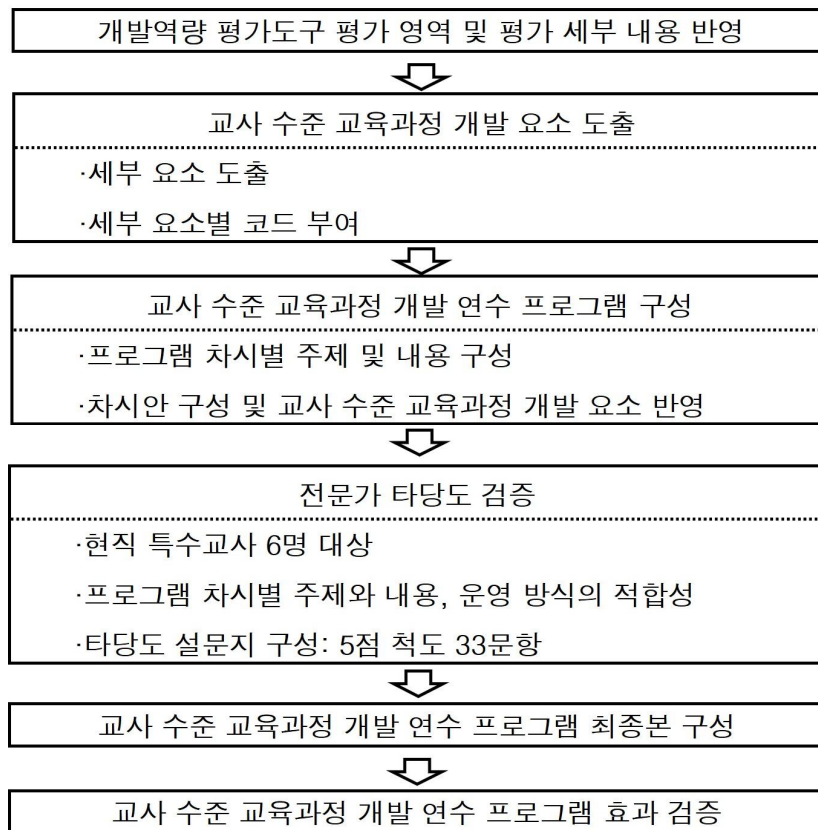 개발역량 평가도구 평가 영역 및 평가 세부 내용 반영
교사 수준 교육과정 개발 요소 도출
·세부 요소 도출
·세부 요소별 코드 부여
교사 수준 교육과정 개발 연수 프로그램 구성
·프로그램 차시별 주제 및 내용 구성
·차시안 구성 및 교사 수준 교육과정 개발 요소 반영
전문가 타당도 검증
·현직 특수교사 6명 대상
·프로그램 차시별 주제와 내용, 운영 방식의 적합성
·타당도 설문지 구성: 5점 척도 33문항
교사 수준 교육과정 개발 연수 프로그램 최종본 구성
교사 수준 교육과정 개발 연수 프로그램 효과 검증